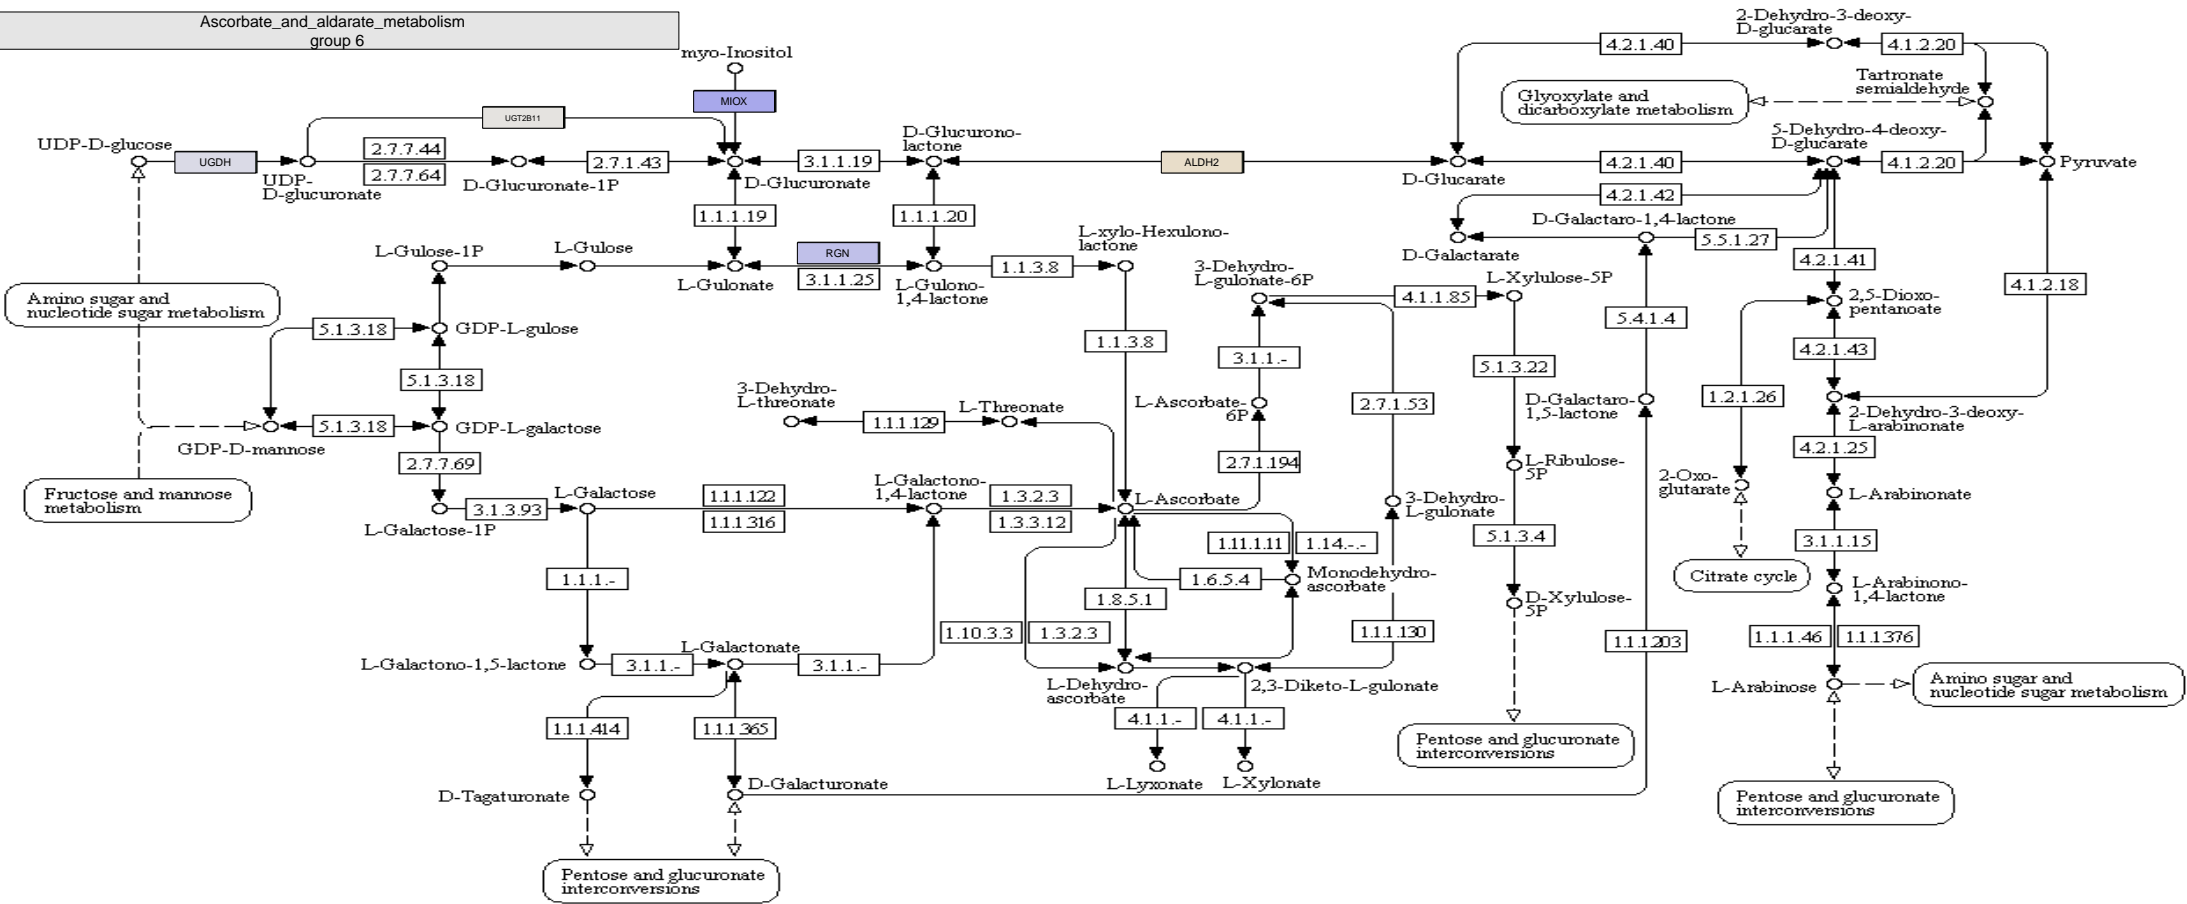 Ascorbate_and_aldarate_metabolism
group 6
myo-Inositol
MIOX
UGT2B11
UDP-D-glucose
UGDH
UDP-
D-glucuronate
2.7.7.44
2.7.7.64
D-Glucuronate-1P
2.7.1.43
D-Glucuronate
3.1.1.19
D-Glucurono-
lactone
ALDH2
D-Glucarate
4.2.1.40
2-Dehydro-3-deoxy-
D-glucarate
4.1.2.20
Tartronate
semialdehyde
Glyoxylate and
dicarboxylate metabolism
4.2.1.40
5-Dehydro-4-deoxy-
D-glucarate
4.1.2.20
Pyruvate
4.2.1.42
D-Galactaro-1,4-lactone
D-Galactarate
5.5.1.27
1.1.1.19
1.1.1.20
L-Gulose-1P
L-Gulose
L-Gulonate
RGN
3.1.1.25
L-Gulono-
1,4-lactone
1.1.3.8
L-xylo-Hexulono-
lactone
3-Dehydro-
L-gulonate-6P
4.1.1.85
L-Xylulose-5P
5.4.1.4
4.2.1.41
2,5-Dioxo-
pentanoate
4.1.2.18
Amino sugar and
nucleotide sugar metabolism
5.1.3.18
GDP-L-gulose
1.1.3.8
3.1.1.-
5.1.3.22
4.2.1.43
5.1.3.18
3-Dehydro-
L-threonate
1.1.1.129
L-Threonate
L-Ascorbate-
6P
2.7.1.53
D-Galactaro-
1,5-lactone
1.2.1.26
2-Dehydro-3-deoxy-
L-arabinonate
GDP-D-mannose
5.1.3.18
GDP-L-galactose
2.7.7.69
2.7.1.194
L-Ribulose-
5P
4.2.1.25
2-Oxo-
glutarate
Fructose and mannose
metabolism
L-Galactose-1P
3.1.3.93
L-Galactose
1.1.1.122
1.1.1.316
L-Galactono-
1,4-lactone
1.3.2.3
1.3.3.12
L-Ascorbate
3-Dehydro-
L-gulonate
L-Arabinonate
1.11.1.11
1.14.-.-
5.1.3.4
3.1.1.15
1.1.1.-
1.6.5.4
Monodehydro-
ascorbate
1.8.5.1
Citrate cycle
L-Arabinono-
1,4-lactone
D-Xylulose-
5P
1.10.3.3
1.3.2.3
1.1.1.130
1.1.1.203
1.1.1.46
1.1.1.376
L-Galactono-1,5-lactone
3.1.1.-
L-Galactonate
3.1.1.-
L-Dehydro-
ascorbate
2,3-Diketo-L-gulonate
L-Arabinose
Amino sugar and
nucleotide sugar metabolism
1.1.1.414
1.1.1.365
4.1.1.-
4.1.1.-
Pentose and glucuronate
interconversions
D-Tagaturonate
D-Galacturonate
L-Lyxonate
L-Xylonate
Pentose and glucuronate
interconversions
Pentose and glucuronate
interconversions